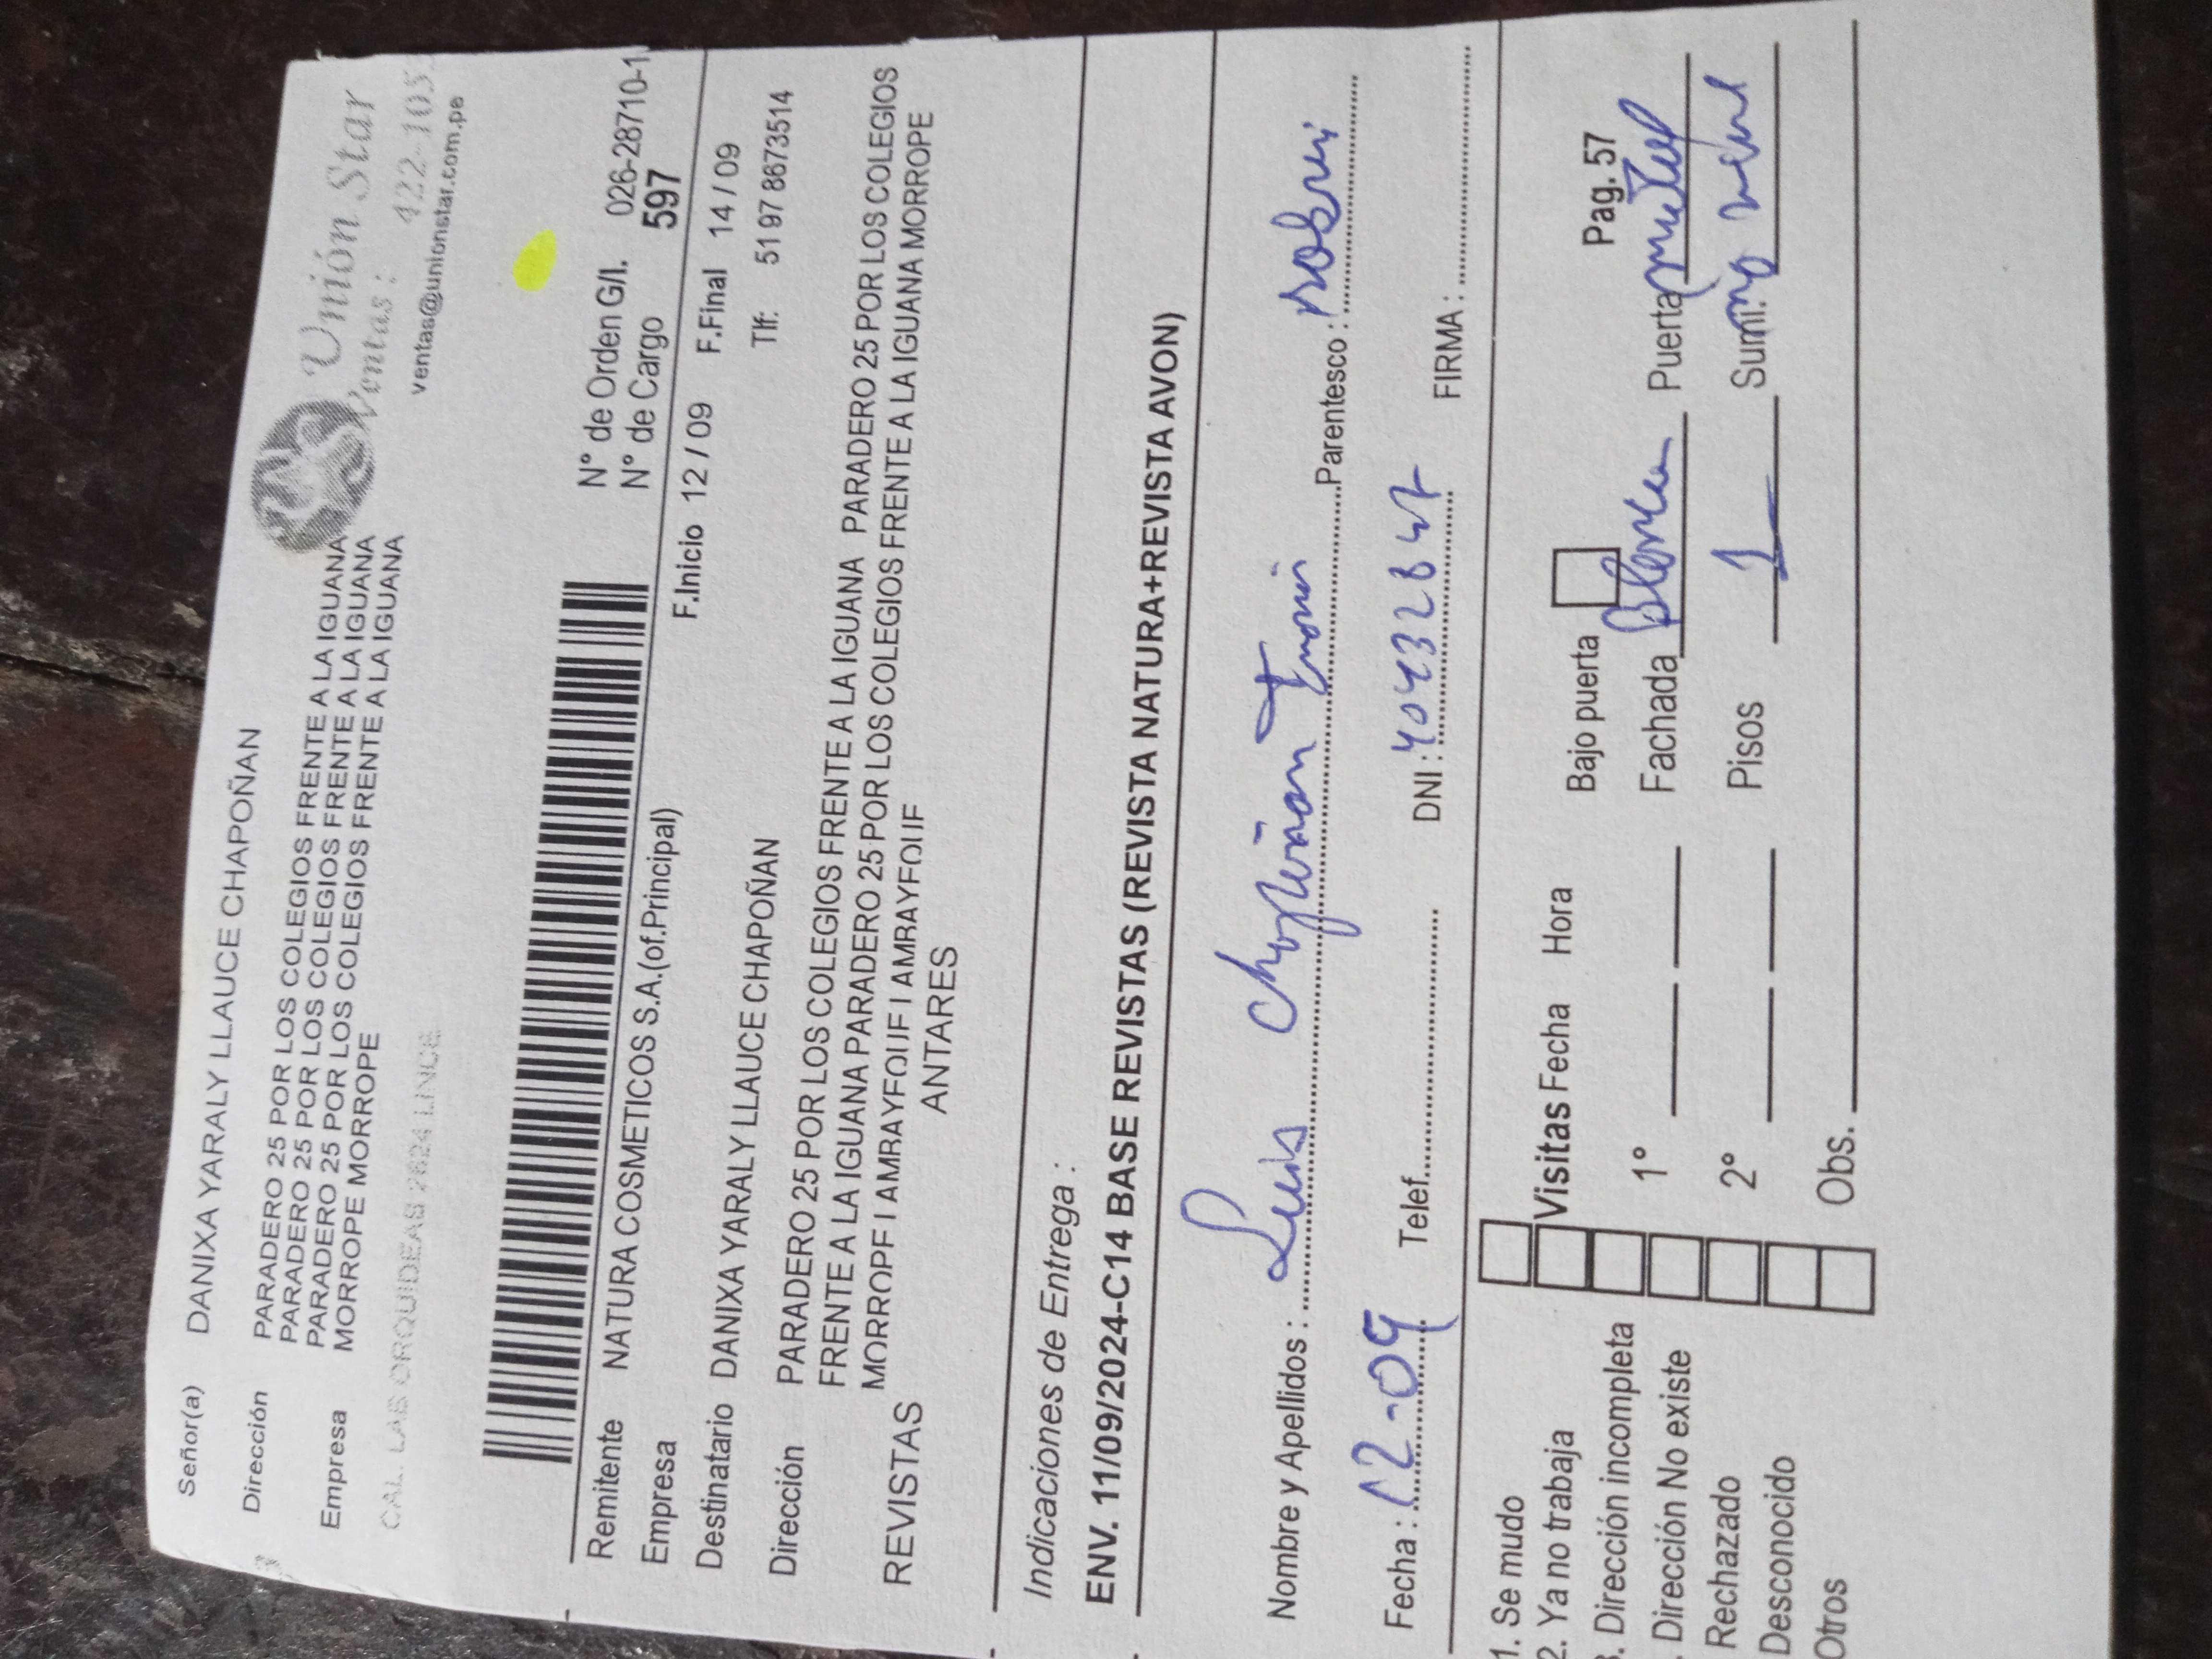 Señor(a) DANIXA YARALY LLAUCE CHAPOÑAN
Dirección PARADERO 25 POR LOS COLEGIOS FRENTE A LA IGUANA
PARADERO 25 POR LOS COLEGIOS FRENTE A LA IGUANA
PARADERO 25 POR LOS COLEGIOS FRENTE A LA IGUANA
Empresa MORROPE MORROPE
CAL. LAS ORQUIDEAS 2624 LINCE
Unión Star
Ventas: 422-105
ventas@unionstar.com.pe
N° de Orden G/I. 026-28710-1
N° de Cargo 597
Remitente NATURA COSMETICOS S.A.(of.Principal)
Empresa
F.Inicio 12 / 09 F.Final 14 / 09
Destinatario DANIXA YARALY LLAUCE CHAPOÑAN Tlf: 51 97 8673514
Dirección PARADERO 25 POR LOS COLEGIOS FRENTE A LA IGUANA PARADERO 25 POR LOS COLEGIOS
FRENTE A LA IGUANA PARADERO 25 POR LOS COLEGIOS FRENTE A LA IGUANA MORROPE
MORROPE LAMBAYEQUE LAMBAYEQUE
REVISTAS ANTARES
Indicaciones de Entrega :
ENV. 11/09/2024-C14 BASE REVISTAS (REVISTA NATURA+REVISTA AVON)
Nombre y Apellidos : Luis Parentesco :
Fecha : 12-09 Telef. DNI : FIRMA :
1. Se mudo
2. Ya no trabaja
. Dirección incompleta
. Dirección No existe
Rechazado
Desconocido
Otros
Visitas Fecha Hora
1°
2°
Obs.
Bajo puerta
Pag. 57
Fachada Blanca Puerta metal
Pisos 1 Sumi.